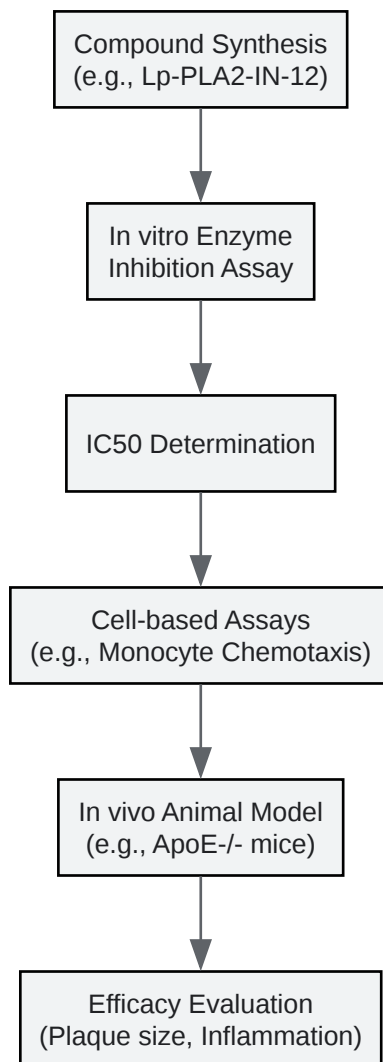 Compound Synthesis
(e.g., Lp-PLA2-IN-12)
In vitro Enzyme
Inhibition Assay
IC50 Determination
Cell-based Assays
(e.g., Monocyte Chemotaxis)
In vivo Animal Model
(e.g., ApoE-/- mice)
Efficacy Evaluation
(Plaque size, Inflammation)